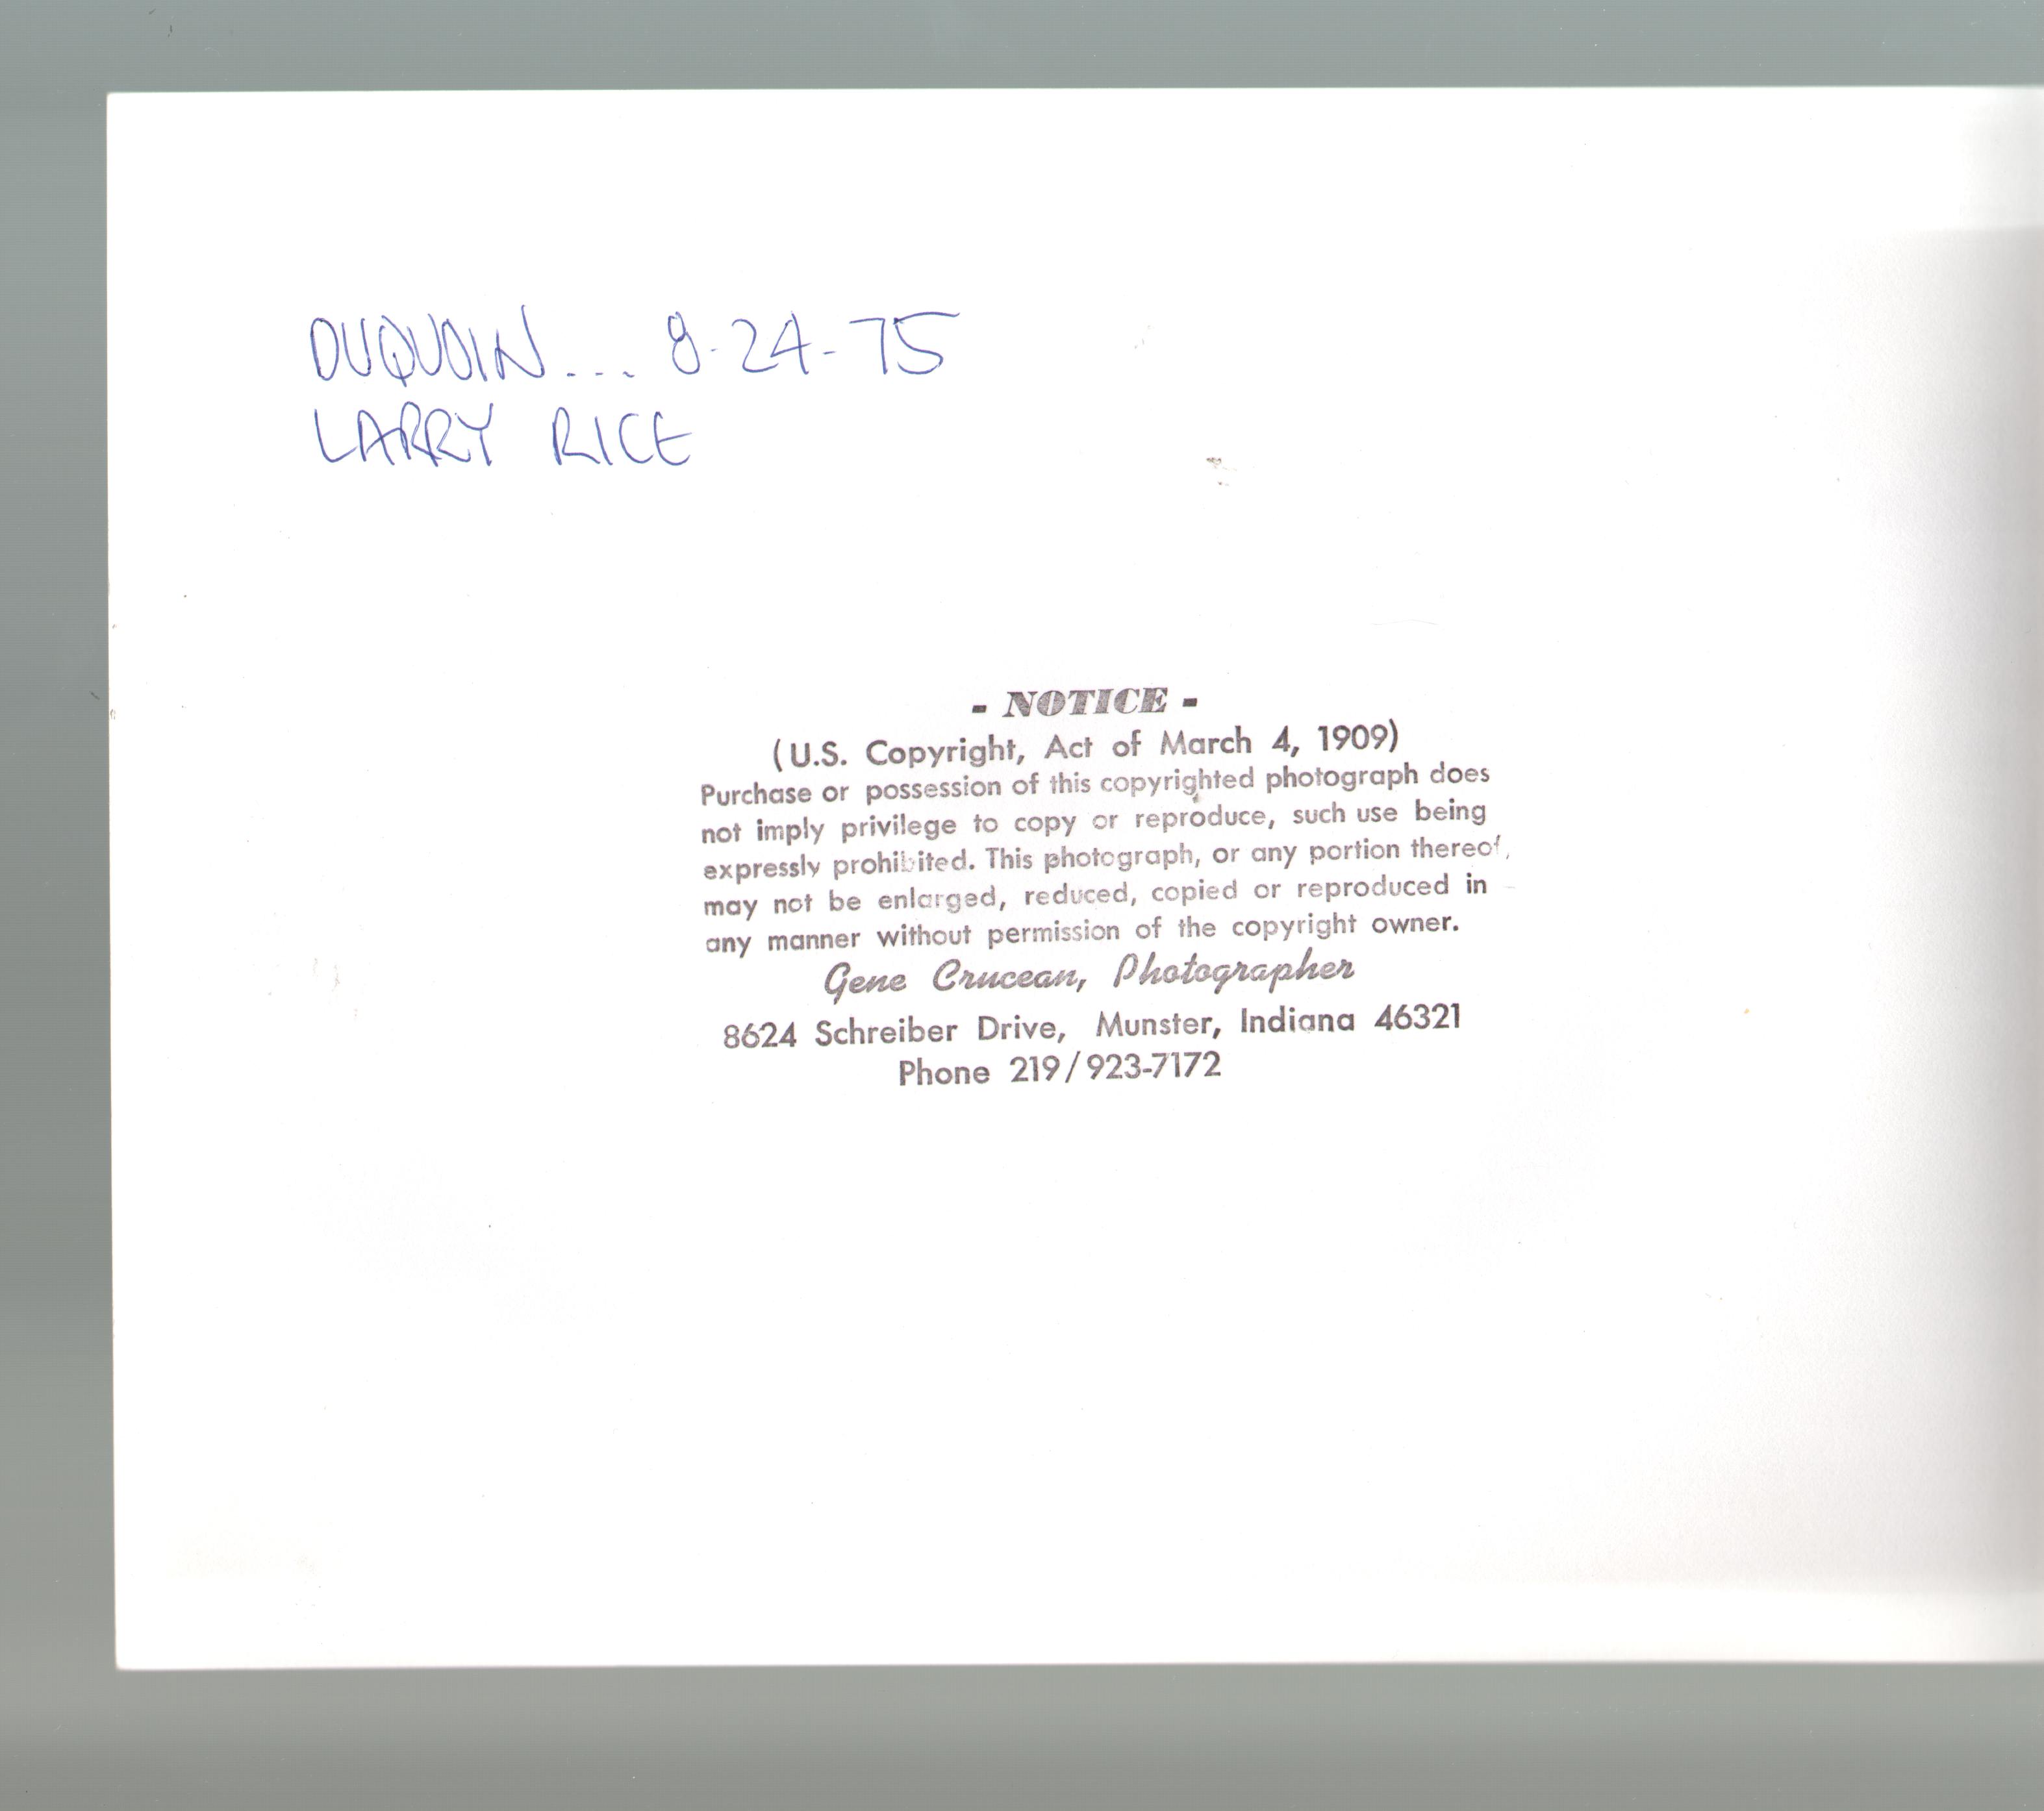 DUQUOIN... 8-24-75
LARRY RICE
- NOTICE -
(U.S. Copyright, Act of March 4, 1909)
Purchase or possession of this copyrighted photograph does
not imply privilege to copy or reproduce, such use being
expressly prohibited. This photograph, or any portion thereof,
may not be enlarged, reduced, copied or reproduced in
any manner without permission of the copyright owner.
Gene Crucean, Photographer
8624 Schreiber Drive, Munster, Indiana 46321
Phone 219/923-7172